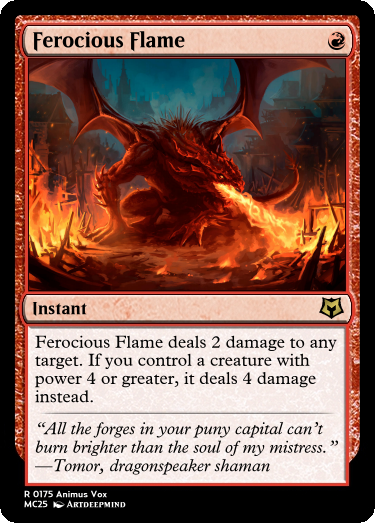 Ferocious Flame
Instant
Ferocious Flame deals 2 damage to any
target. If you control a creature with
power 4 or greater, it deals 4 damage
instead.
“All the forges in your puny capital can’t
burn brighter than the soul of my mistress.”
—Tomor, dragonspeaker shaman
R 0175 Animus Vox
MC25 Artdeepmind